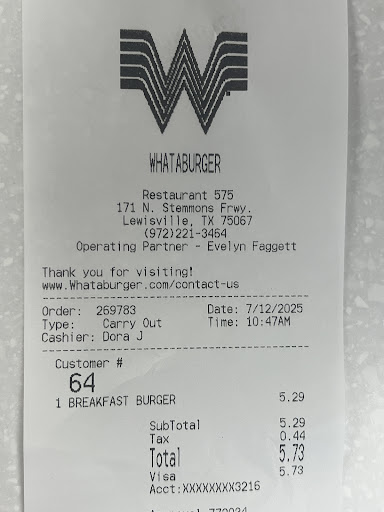 WHATABURGER
Restaurant 575
171 N. Stemmons Frwy.
Lewisville, TX 75067
(972)221-3464
Operating Partner - Evelyn Faggett
Thank you for visiting!
www.Whataburger.com/contact-us
Order: 269783 Date: 7/12/2025
Type: Carry Out Time: 10:47AM
Cashier: Dora J
Customer #
64
1 BREAKFAST BURGER 5.29
SubTotal 5.29
Tax 0.44
Total 5.73
Visa 5.73
Acct:XXXXXXXX3216